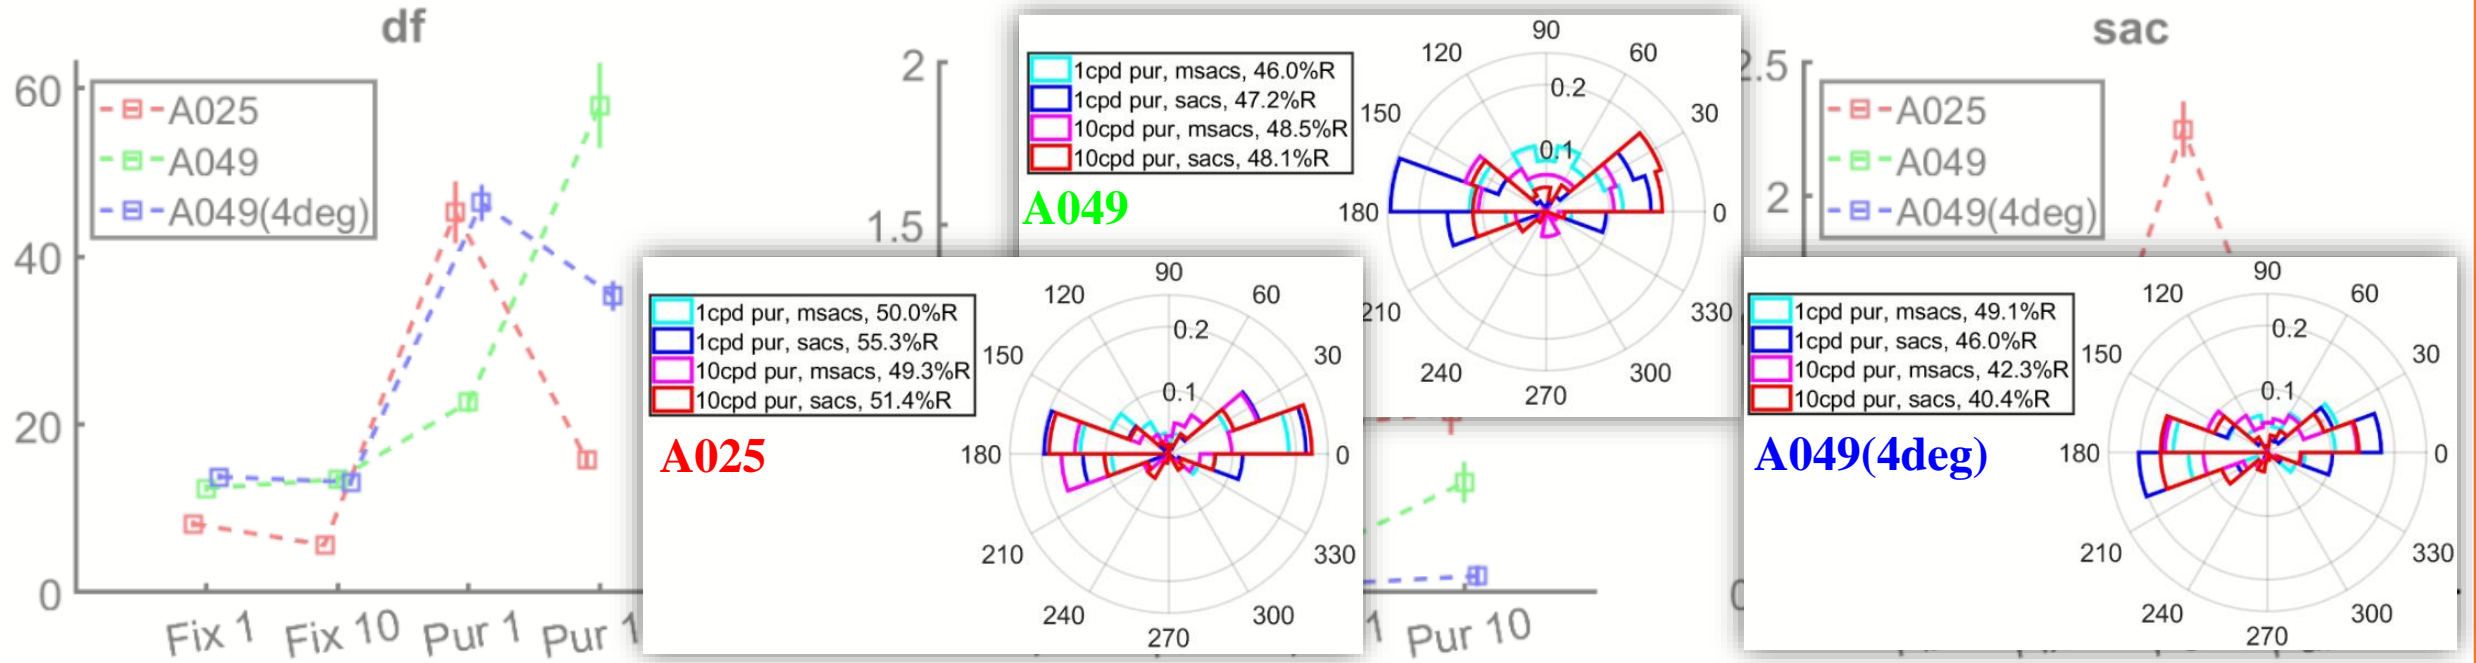 df
60
40
20
0
A025
A049
A049(4deg)
Fix 1
Fix 10
Pur 1
Pur 1
2
1.5
1
Pur 10
1cpd pur, msacs, 46.0%R
1cpd pur, sacs, 47.2%R
10cpd pur, msacs, 48.5%R
10cpd pur, sacs, 48.1%R
A049
90
120
60
0.2
150
30
0.1
180
0
210
330
240
300
270
1cpd pur, msacs, 50.0%R
1cpd pur, sacs, 55.3%R
10cpd pur, msacs, 49.3%R
10cpd pur, sacs, 51.4%R
A025
90
120
60
0.2
150
30
0.1
180
0
210
330
240
300
270
sac
2.5
2
A025
A049
A049(4deg)
1cpd pur, msacs, 49.1%R
1cpd pur, sacs, 46.0%R
10cpd pur, msacs, 42.3%R
10cpd pur, sacs, 40.4%R
A049(4deg)
90
120
60
0.2
150
30
0.1
180
0
210
330
240
300
270